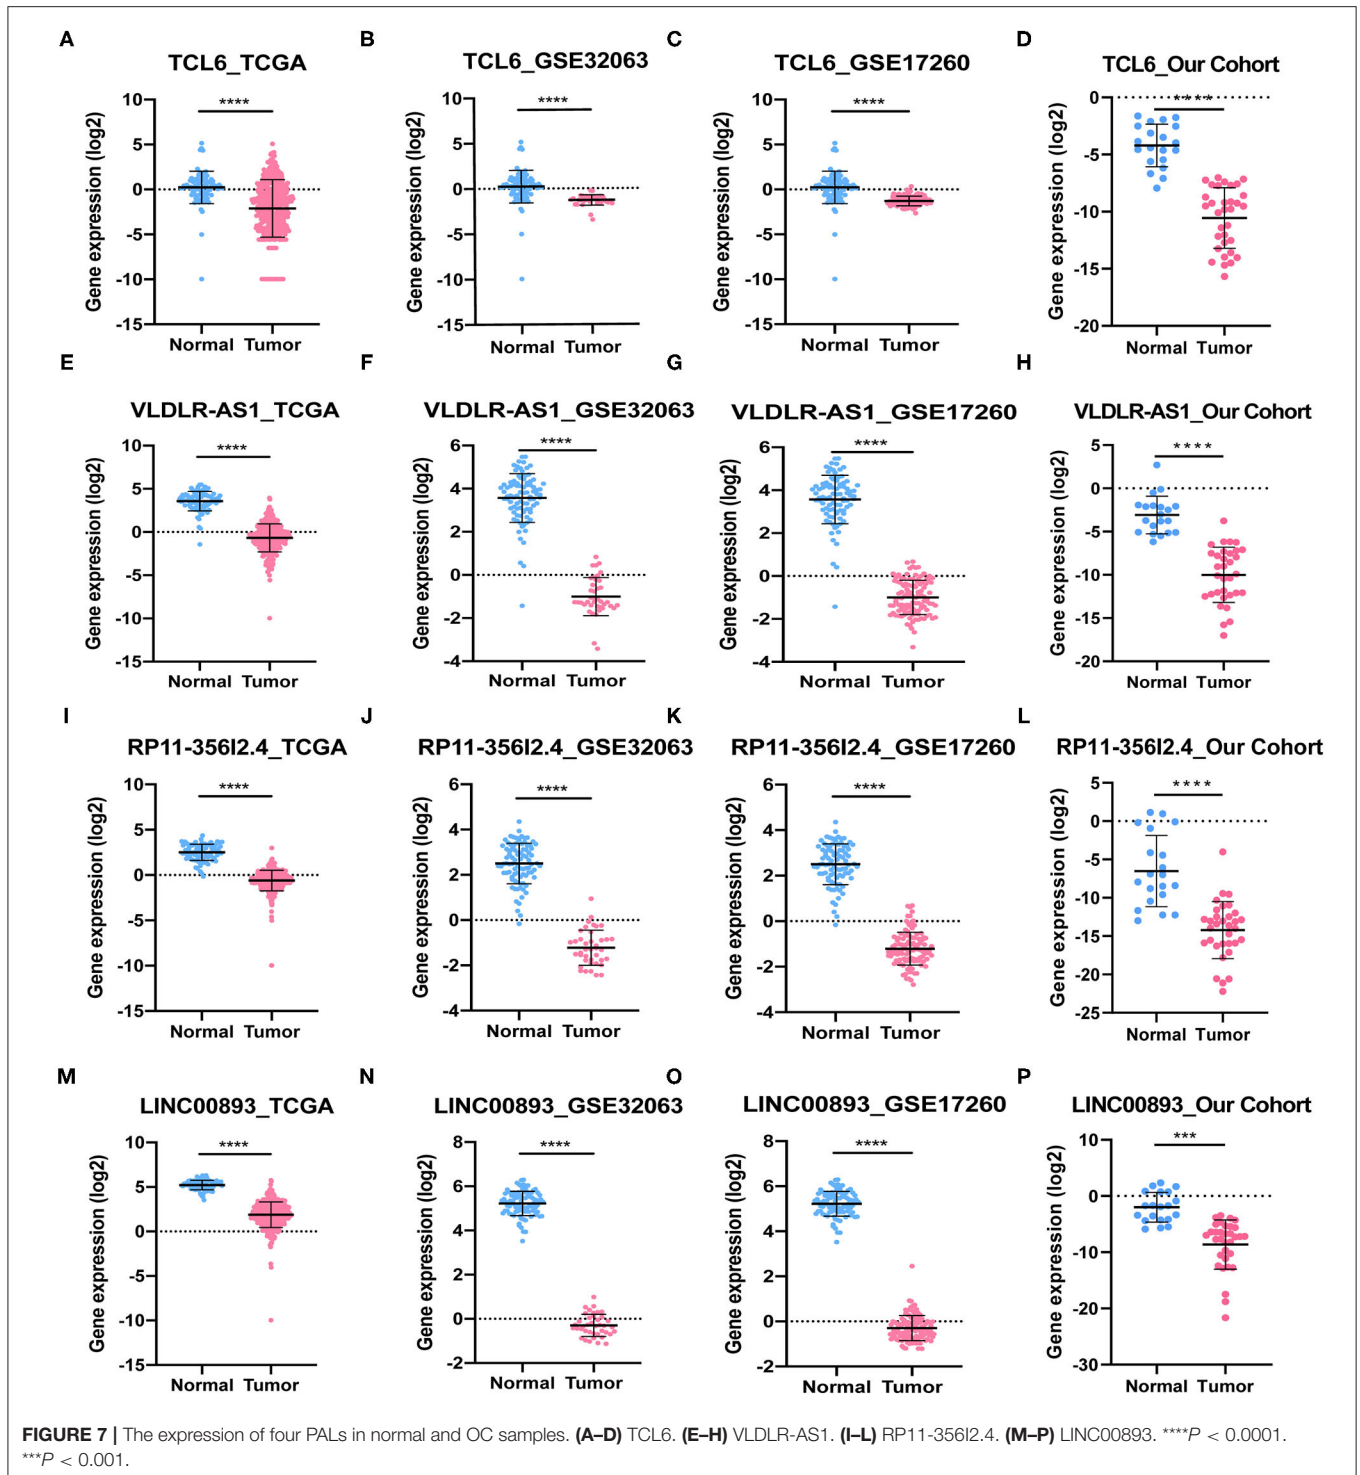 A
TCL6_TCGA
****
Gene expression (log2)
10
5
0
-5
-10
-15
Normal Tumor
B
TCL6_GSE32063
****
Gene expression (log2)
10
5
0
-5
-10
-15
Normal Tumor
C
TCL6_GSE17260
****
Gene expression (log2)
10
5
0
-5
-10
-15
Normal Tumor
D
TCL6_Our Cohort
****
Gene expression (log2)
0
-5
-10
-15
-20
Normal Tumor
E
VLDLR-AS1_TCGA
****
Gene expression (log2)
10
5
0
-5
-10
-15
Normal Tumor
F
VLDLR-AS1_GSE32063
****
Gene expression (log2)
6
4
2
0
-2
-4
Normal Tumor
G
VLDLR-AS1_GSE17260
****
Gene expression (log2)
6
4
2
0
-2
-4
Normal Tumor
H
VLDLR-AS1_Our Cohort
****
Gene expression (log2)
5
0
-5
-10
-15
-20
Normal Tumor
I
RP11-356I2.4_TCGA
****
Gene expression (log2)
10
5
0
-5
-10
-15
Normal Tumor
J
RP11-356I2.4_GSE32063
****
Gene expression (log2)
6
4
2
0
-2
-4
Normal Tumor
K
RP11-356I2.4_GSE17260
****
Gene expression (log2)
6
4
2
0
-2
-4
Normal Tumor
L
RP11-356I2.4_Our Cohort
****
Gene expression (log2)
5
0
-5
-10
-15
-20
-25
Normal Tumor
M
LINC00893_TCGA
****
Gene expression (log2)
10
5
0
-5
-10
-15
Normal Tumor
N
LINC00893_GSE32063
****
Gene expression (log2)
8
6
4
2
0
-2
Normal Tumor
O
LINC00893_GSE17260
****
Gene expression (log2)
8
6
4
2
0
-2
Normal Tumor
P
LINC00893_Our Cohort
***
Gene expression (log2)
10
0
-10
-20
-30
Normal Tumor
FIGURE 7 | The expression of four PALs in normal and OC samples. (A–D) TCL6. (E–H) VLDLR-AS1. (I–L) RP11-356I2.4. (M–P) LINC00893. ****P < 0.0001.
***P < 0.001.